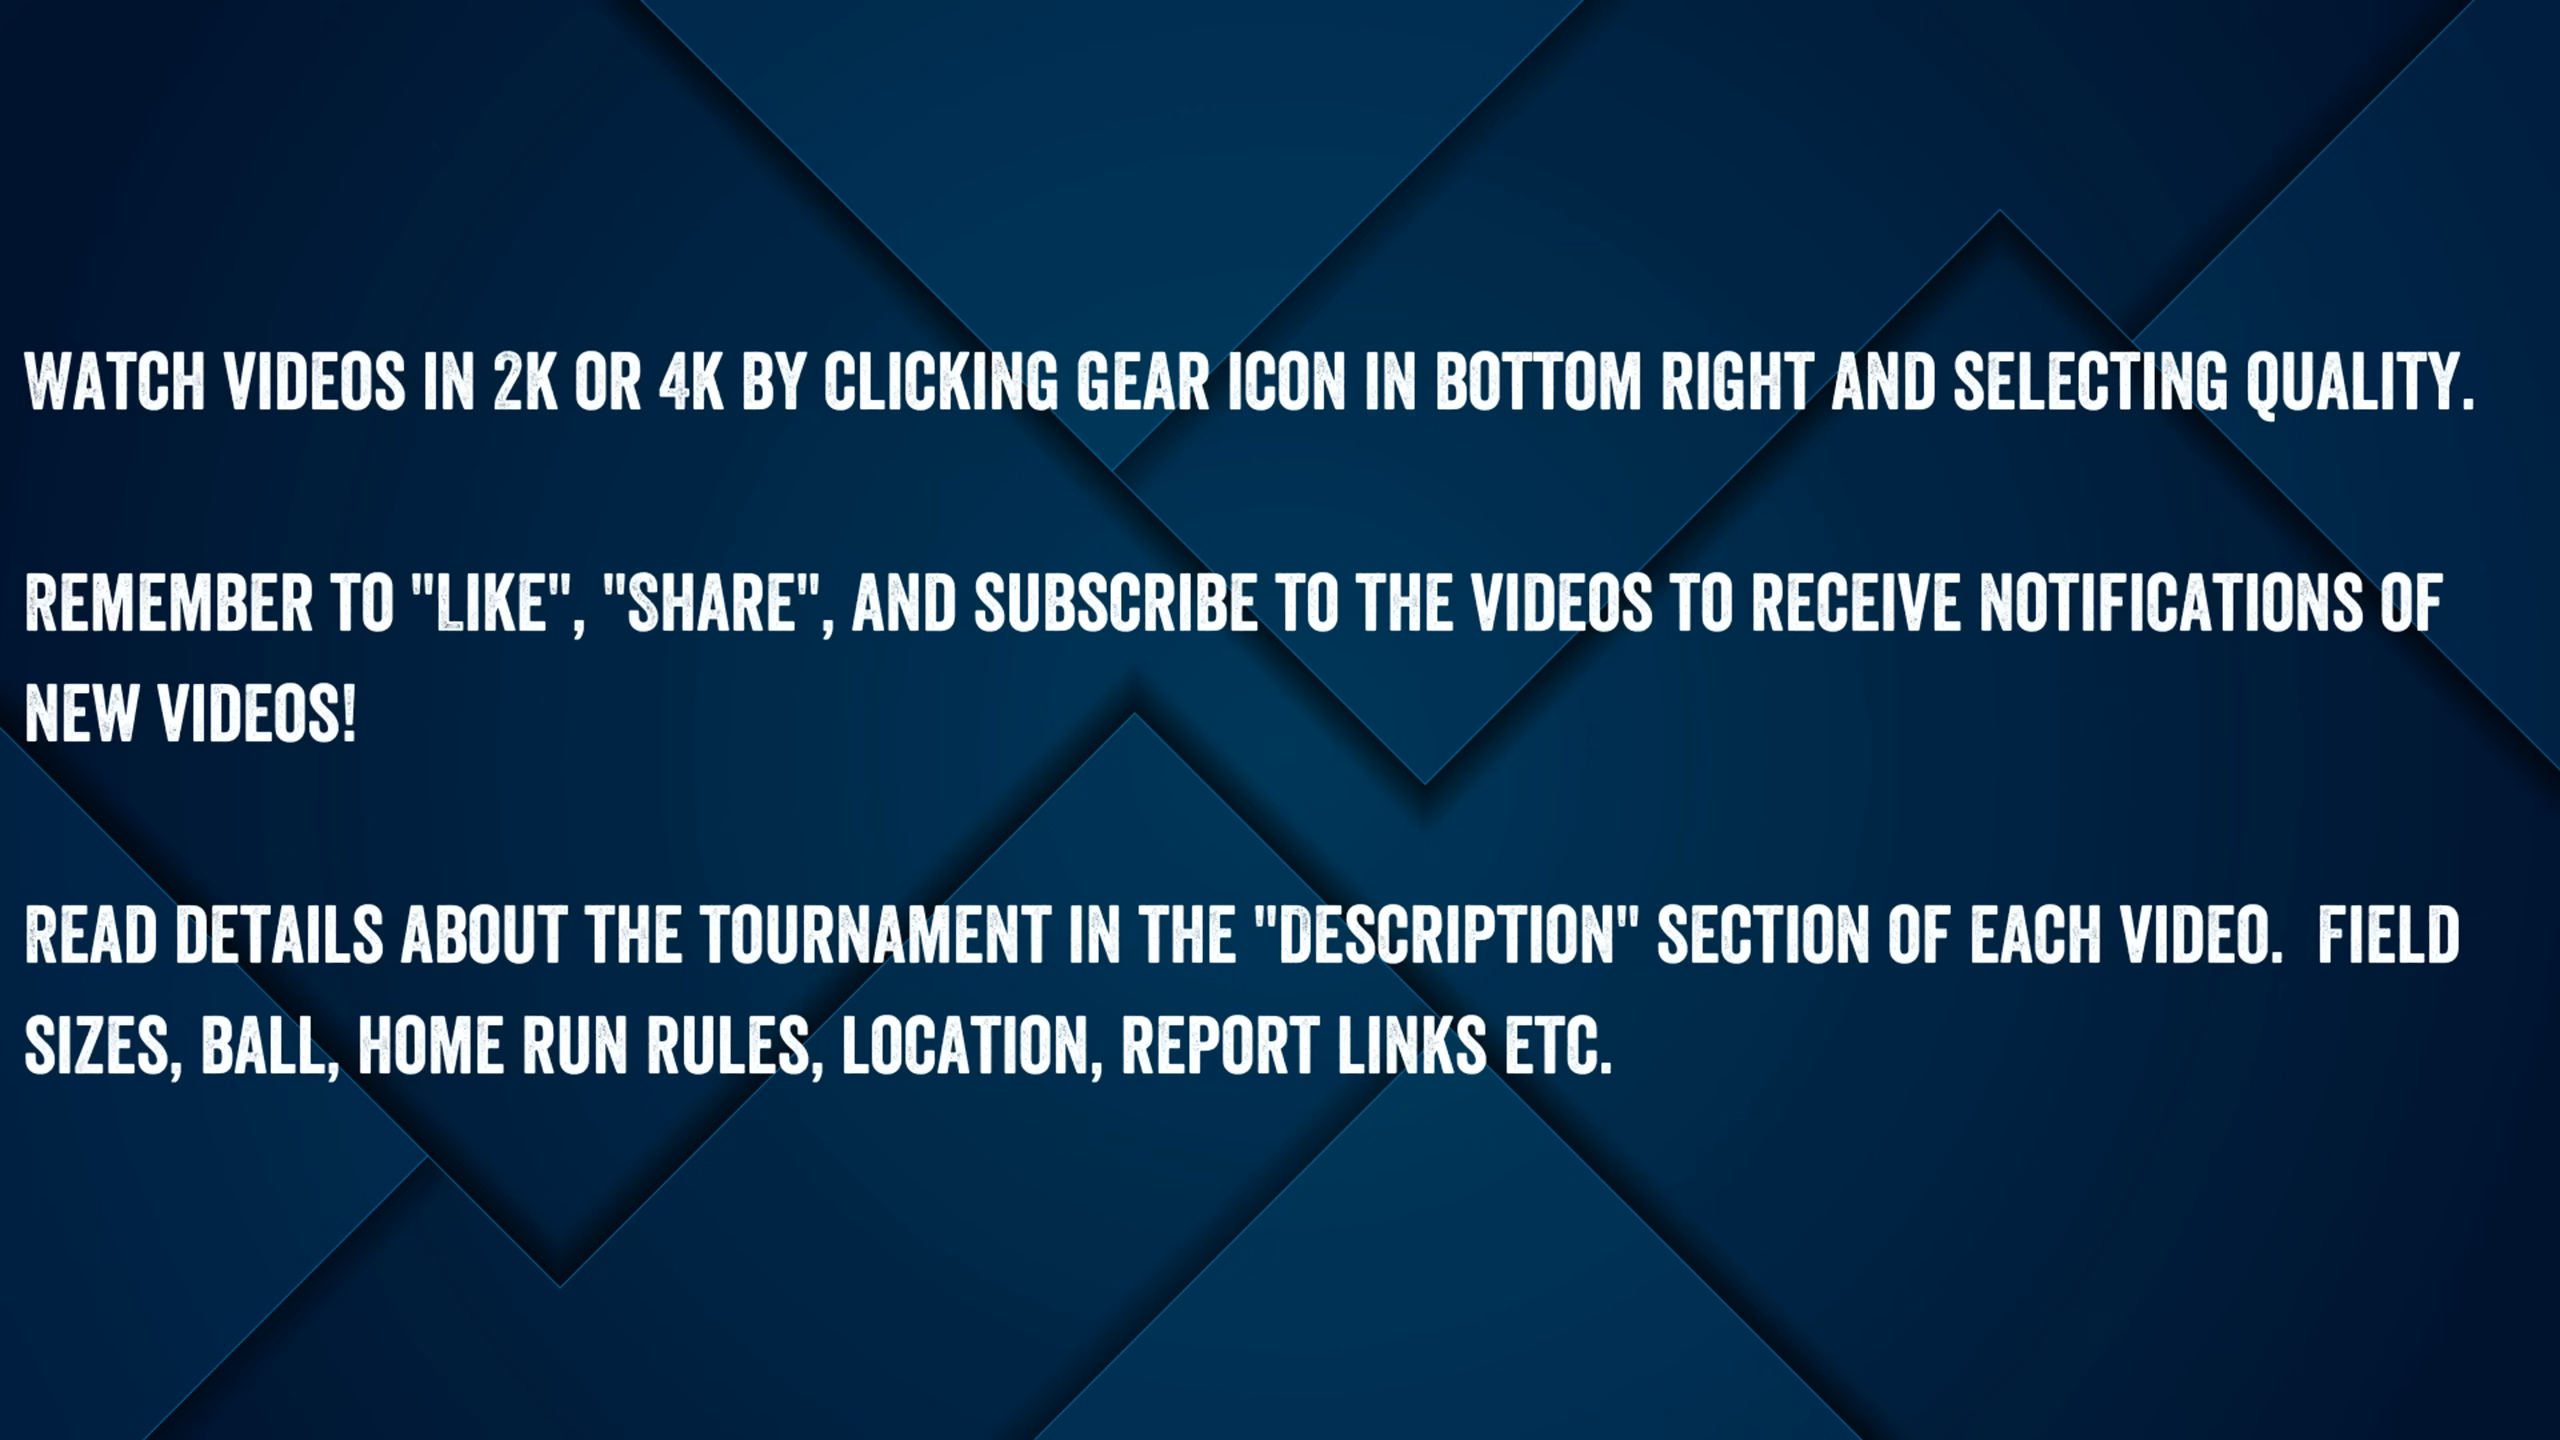 WATCH VIDEOS IN 2K OR 4K BY CLICKING GEAR ICON IN BOTTOM RIGHT AND SELECTING QUALITY.
REMEMBER TO "LIKE", "SHARE", AND SUBSCRIBE TO THE VIDEOS TO RECEIVE NOTIFICATIONS OF
NEW VIDEOS!
READ DETAILS ABOUT THE TOURNAMENT IN THE "DESCRIPTION" SECTION OF EACH VIDEO.  FIELD
SIZES, BALL, HOME RUN RULES, LOCATION, REPORT LINKS ETC.